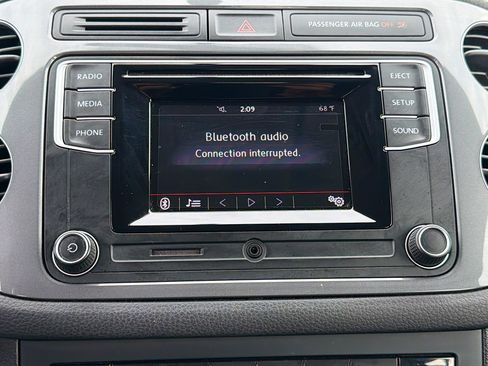 PASSENGER AIR BAG OFF
RADIO
MEDIA
PHONE
EJECT
SETUP
SOUND
2:09
68 °F
Bluetooth audio
Connection interrupted.